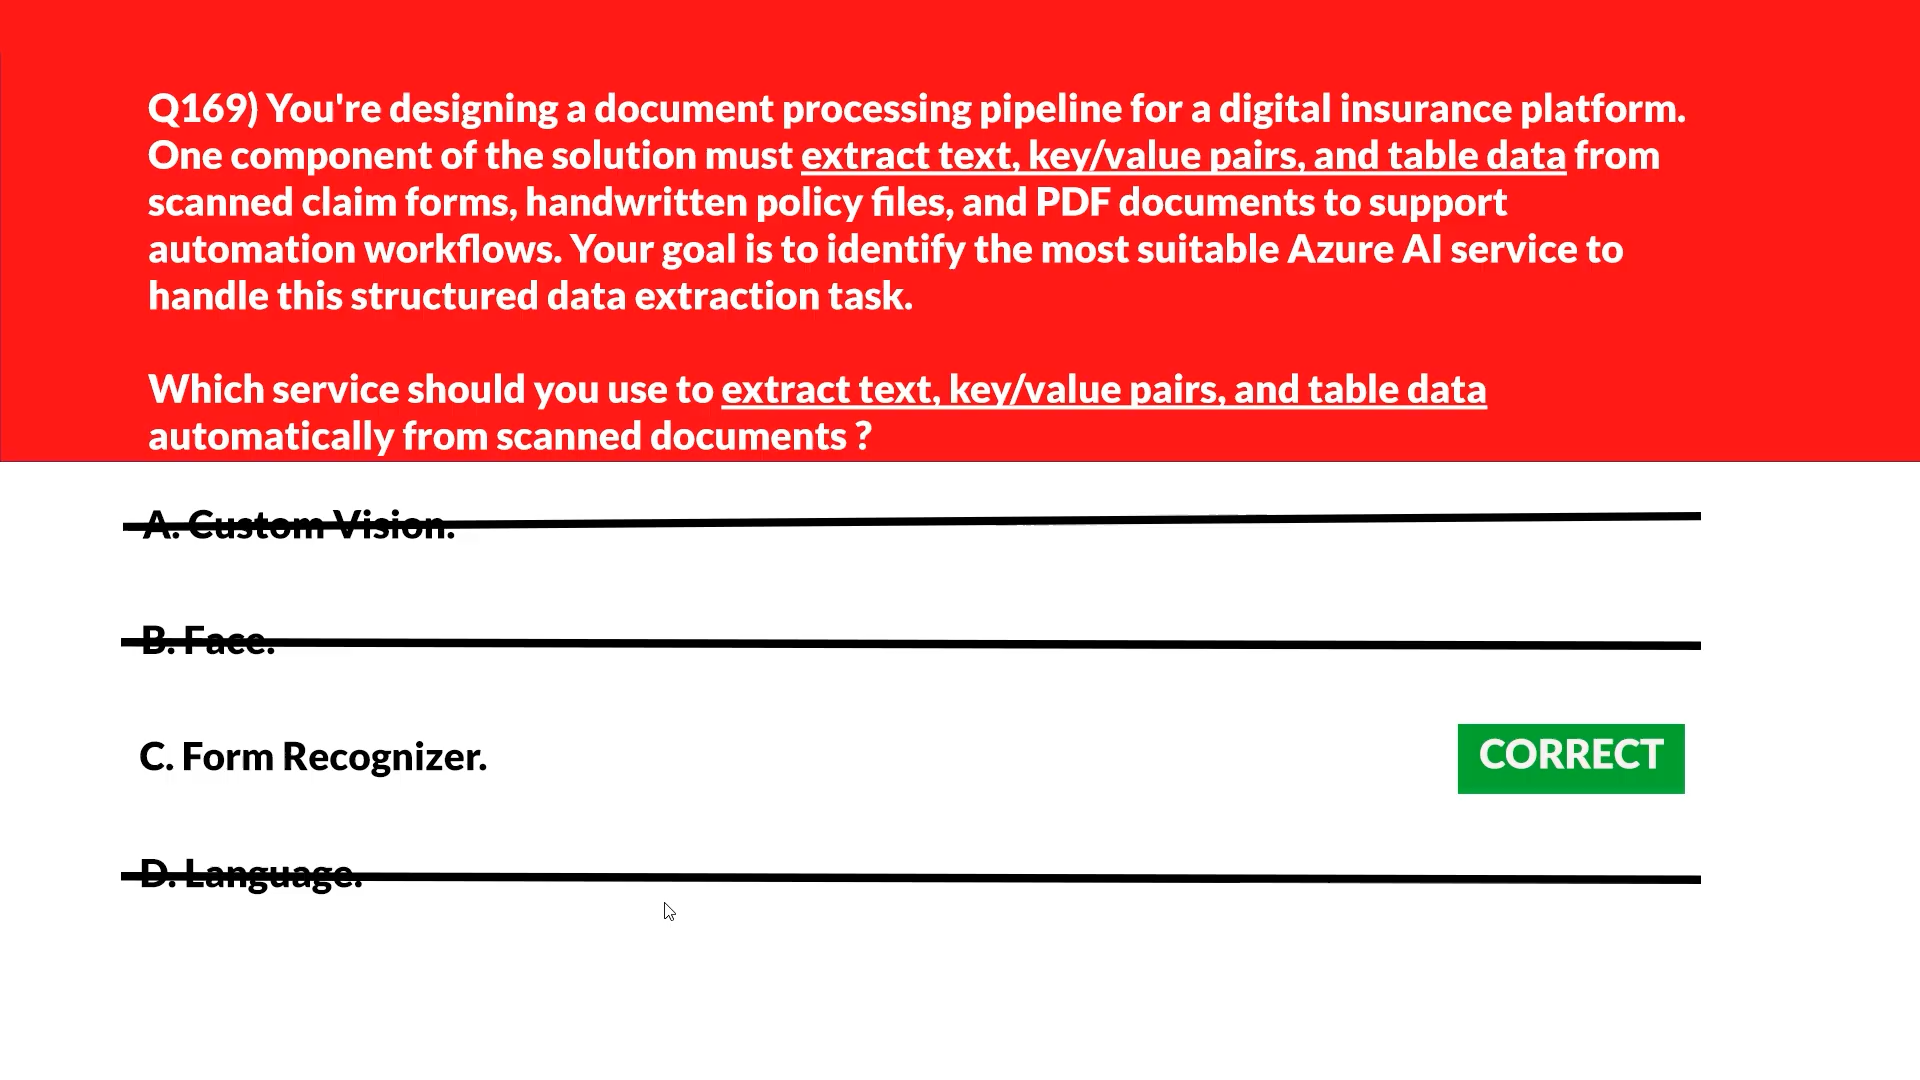 Q169) You're designing a document processing pipeline for a digital insurance platform.
One component of the solution must extract text, key/value pairs, and table data from
scanned claim forms, handwritten policy files, and PDF documents to support
automation workflows. Your goal is to identify the most suitable Azure AI service to
handle this structured data extraction task.
Which service should you use to extract text, key/value pairs, and table data
automatically from scanned documents ?
A. Custom Vision.
B. Face.
C. Form Recognizer.
CORRECT
D. Language.